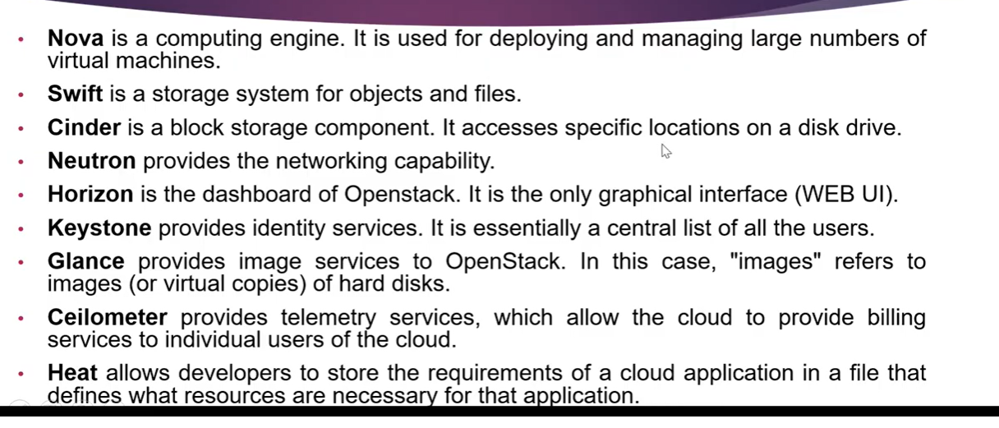 • Nova is a computing engine. It is used for deploying and managing large numbers of
virtual machines.
• Swift is a storage system for objects and files.
• Cinder is a block storage component. It accesses specific locations on a disk drive.
• Neutron provides the networking capability.
• Horizon is the dashboard of Openstack. It is the only graphical interface (WEB UI).
• Keystone provides identity services. It is essentially a central list of all the users.
• Glance provides image services to OpenStack. In this case, "images" refers to
images (or virtual copies) of hard disks.
• Ceilometer provides telemetry services, which allow the cloud to provide billing
services to individual users of the cloud.
• Heat allows developers to store the requirements of a cloud application in a file that
defines what resources are necessary for that application.